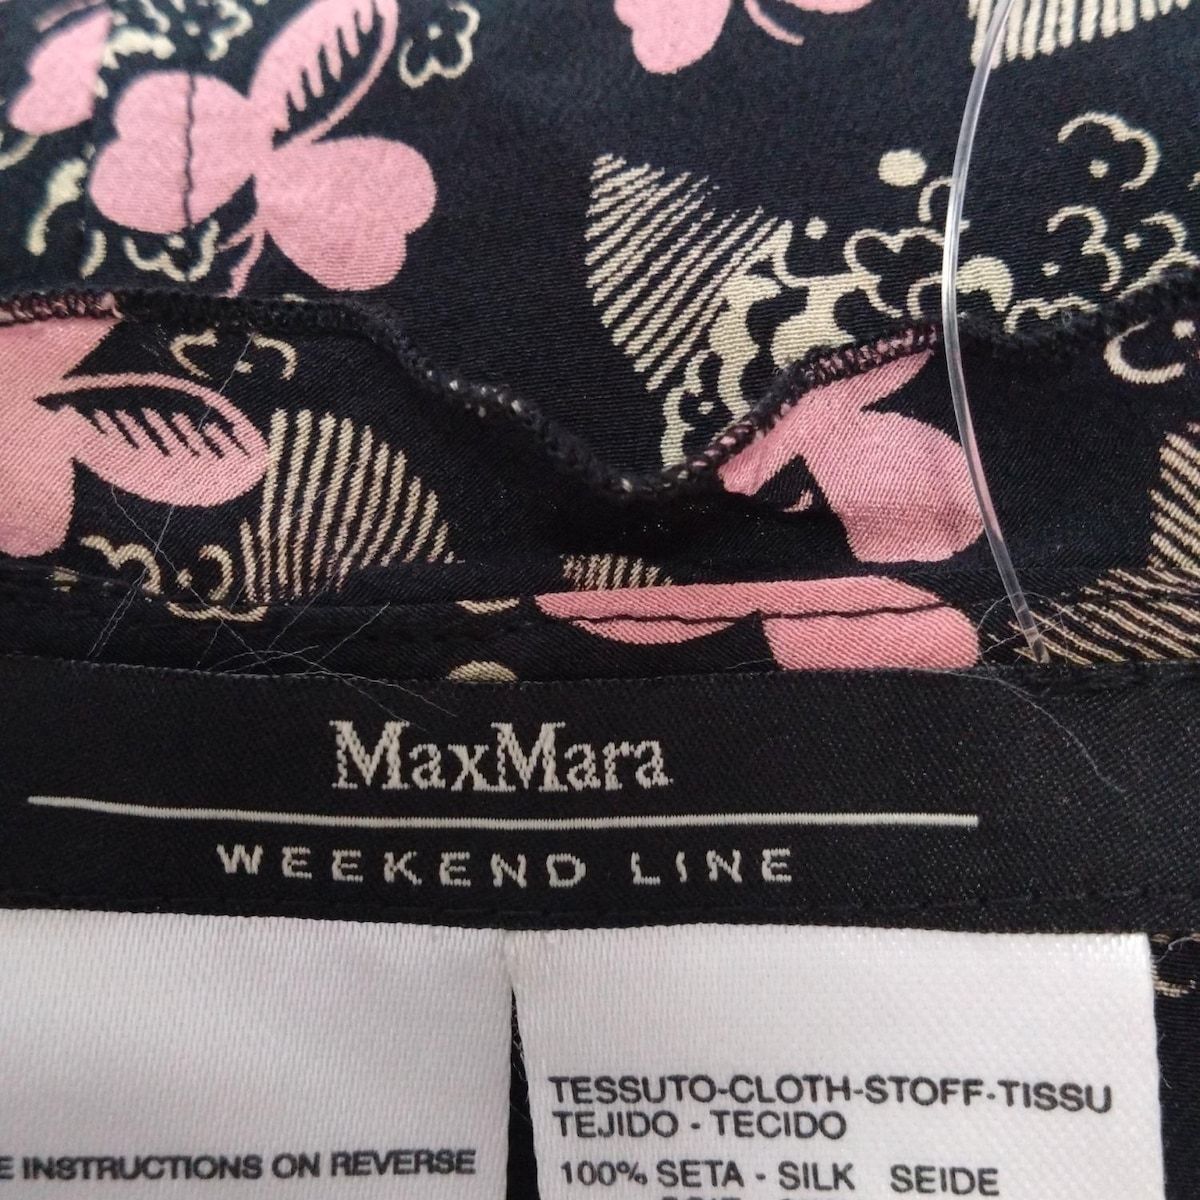 MaxMara
WEEKEND LINE
INSTRUCTIONS ON REVERSE
TESSUTO-CLOTH-STOFF-TISSU
TEJIDO - TECIDO
100% SETA - SILK SEIDE